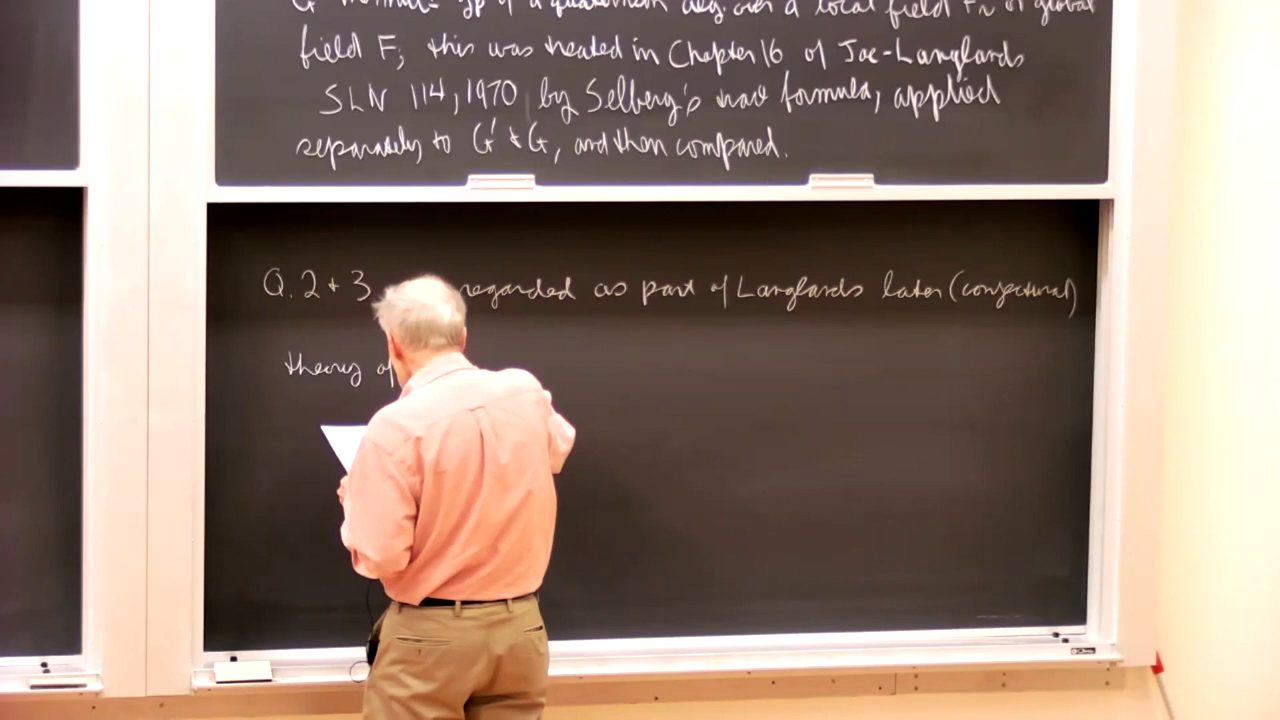 field F, this was treated in Chapter 16 of Jac-Langlands
SLN 114, 1970 by Selberg's trace formula, applied
separately to G' & G, and then compared.
Q. 2 + 3 regarded as part of Langlands later (conjectural)
theory of